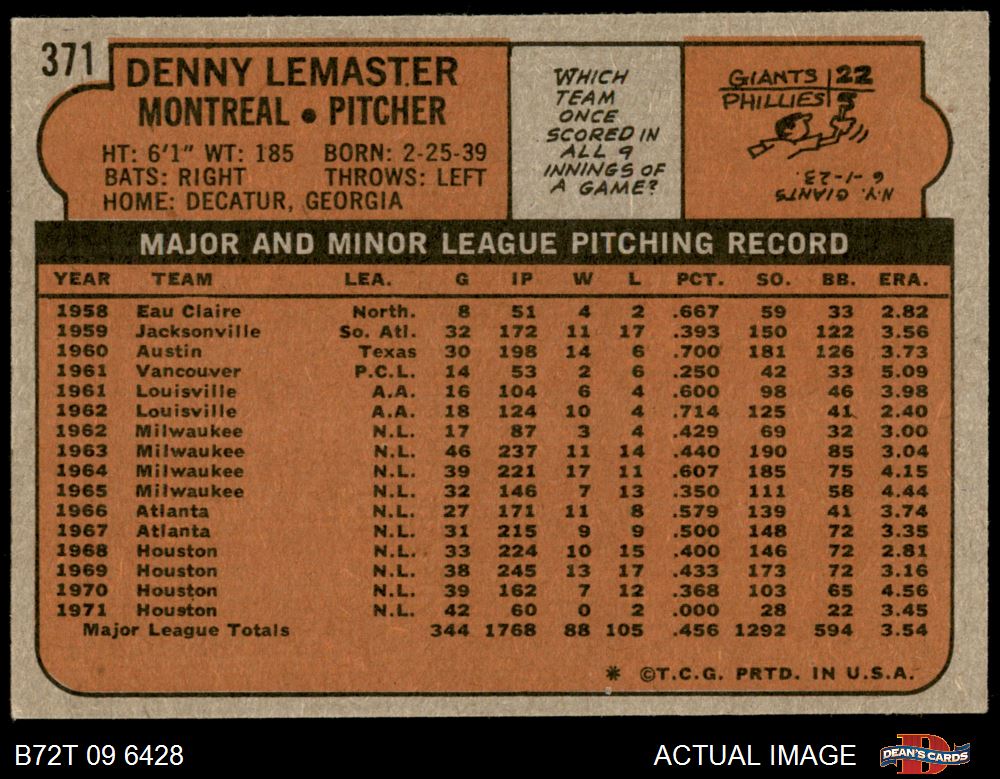 371
DENNY LEMASTER
MONTREAL • PITCHER
HT: 6'1" WT: 185 BORN: 2-25-39
BATS: RIGHT THROWS: LEFT
HOME: DECATUR, GEORGIA
WHICH
TEAM
ONCE
SCORED IN
ALL 9
INNINGS OF
A GAME?
GIANTS 22
PHILLIES 8
N.Y. GIANTS
6-1-23.
MAJOR AND MINOR LEAGUE PITCHING RECORD
YEAR TEAM LEA. G IP W L PCT. SO. BB. ERA.
1958 Eau Claire North. 8 51 4 2 .667 59 33 2.82
1959 Jacksonville So. Atl. 32 172 11 17 .393 150 122 3.56
1960 Austin Texas 30 198 14 6 .700 181 126 3.73
1961 Vancouver P.C.L. 14 53 2 6 .250 42 33 5.09
1961 Louisville A.A. 16 104 6 4 .600 98 46 3.98
1962 Louisville A.A. 18 124 10 4 .714 125 41 2.40
1962 Milwaukee N.L. 17 87 3 4 .429 69 32 3.00
1963 Milwaukee N.L. 46 237 11 14 .440 190 85 3.04
1964 Milwaukee N.L. 39 221 17 11 .607 185 75 4.15
1965 Milwaukee N.L. 32 146 7 13 .350 111 58 4.44
1966 Atlanta N.L. 27 171 11 8 .579 139 41 3.74
1967 Atlanta N.L. 31 215 9 9 .500 148 72 3.35
1968 Houston N.L. 33 224 10 15 .400 146 72 2.81
1969 Houston N.L. 38 245 13 17 .433 173 72 3.16
1970 Houston N.L. 39 162 7 12 .368 103 65 4.56
1971 Houston N.L. 42 60 0 2 .000 28 22 3.45
Major League Totals 344 1768 88 105 .456 1292 594 3.54
* ©T.C.G. PRTD. IN U.S.A.
B72T 09 6428
ACTUAL IMAGE
DEAN'S CARDS